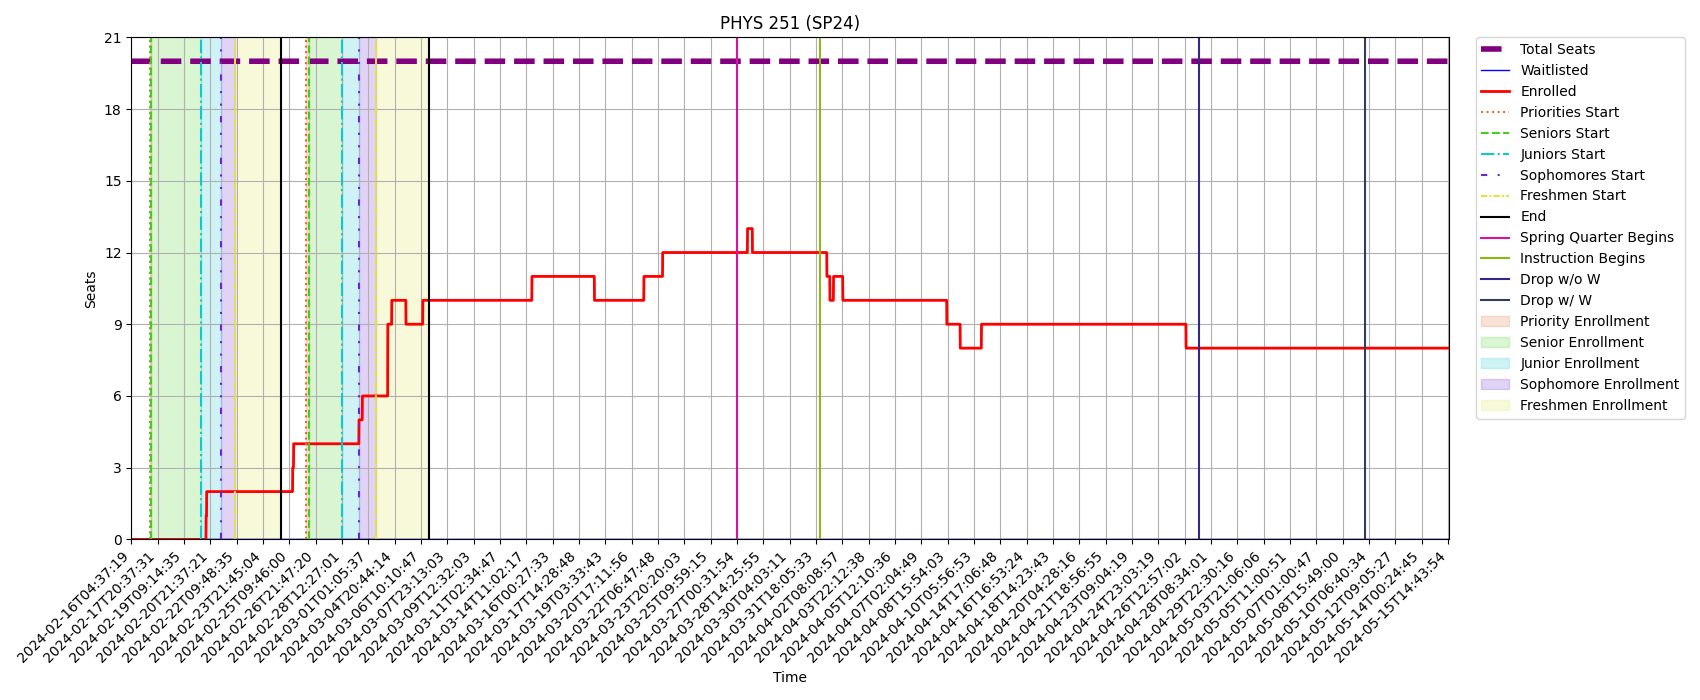 PHYS 251 (SP24)
21
18
15
12
9
6
3
0
Seats
2024-02-16T04:37:19
2024-02-17T20:37:31
2024-02-19T09:14:35
2024-02-20T21:37:21
2024-02-22T09:48:35
2024-02-23T21:45:04
2024-02-25T09:46:00
2024-02-26T21:47:20
2024-02-28T12:27:01
2024-03-01T01:05:37
2024-03-04T20:44:14
2024-03-06T10:10:47
2024-03-07T23:13:03
2024-03-09T12:32:03
2024-03-11T02:34:47
2024-03-14T11:02:17
2024-03-16T00:27:33
2024-03-17T14:28:48
2024-03-19T03:33:43
2024-03-20T17:11:56
2024-03-22T06:47:48
2024-03-23T20:20:03
2024-03-25T09:59:15
2024-03-27T00:31:54
2024-03-28T14:25:55
2024-03-30T04:03:11
2024-03-31T18:05:33
2024-04-02T08:08:57
2024-04-03T22:12:38
2024-04-05T12:10:36
2024-04-07T02:04:49
2024-04-08T15:54:03
2024-04-10T05:56:53
2024-04-14T17:06:48
2024-04-16T16:53:24
2024-04-18T14:23:43
2024-04-20T04:28:16
2024-04-21T18:56:55
2024-04-23T09:04:19
2024-04-24T23:03:19
2024-04-26T12:57:02
2024-04-28T08:34:01
2024-04-29T22:30:16
2024-05-03T21:06:06
2024-05-05T11:00:51
2024-05-07T01:00:47
2024-05-08T15:49:00
2024-05-10T06:40:34
2024-05-12T09:05:27
2024-05-14T00:24:45
2024-05-15T14:43:54
Time
Total Seats
Waitlisted
Enrolled
Priorities Start
Seniors Start
Juniors Start
Sophomores Start
Freshmen Start
End
Spring Quarter Begins
Instruction Begins
Drop w/o W
Drop w/ W
Priority Enrollment
Senior Enrollment
Junior Enrollment
Sophomore Enrollment
Freshmen Enrollment